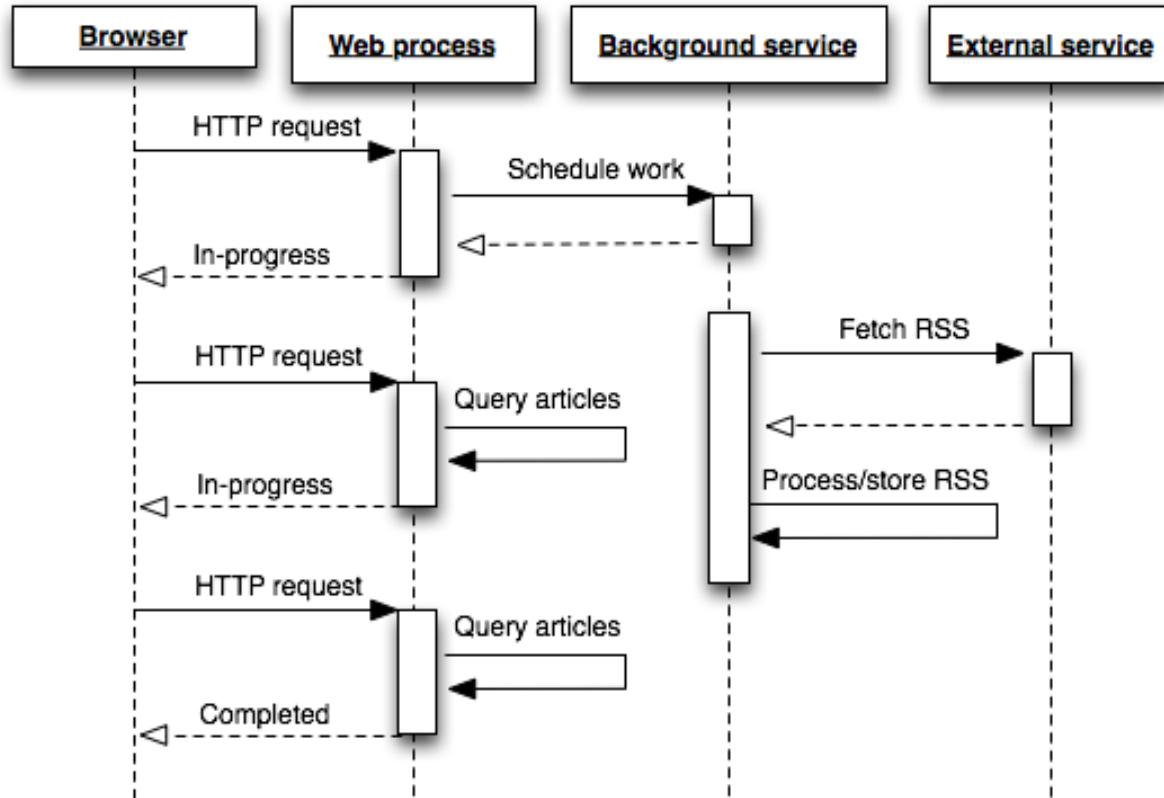 Browser
Web process
Background service
External service
HTTP request
Schedule work
In-progress
Fetch RSS
HTTP request
Query articles
Process/store RSS
In-progress
HTTP request
Query articles
Completed